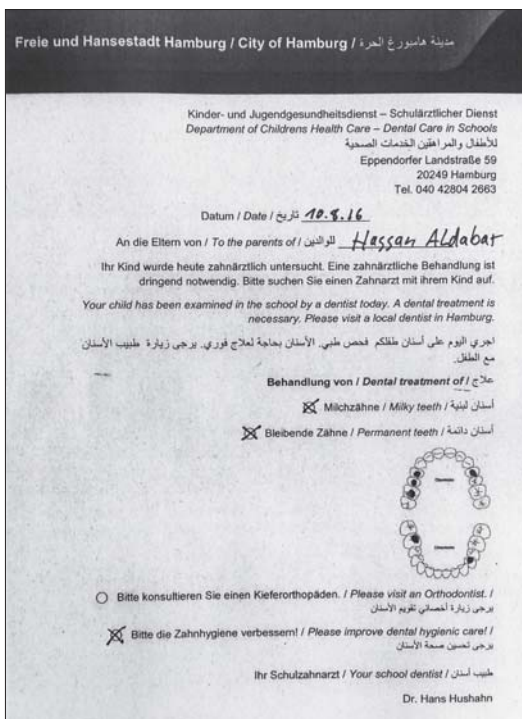 Freie und Hansestadt Hamburg / City of Hamburg / مدينة هامبورغ الحرة
Kinder- und Jugendgesundheitsdienst – Schulärztlicher Dienst
Department of Childrens Health Care – Dental Care in Schools
للأطفال والمراهقين الخدمات الصحية
Eppendorfer Landstraße 59
20249 Hamburg
Tel. 040 42804 2663
Datum / Date / تاريخ 10.8.16
An die Eltern von / To the parents of / للوالدين Hassan Aldabar
Ihr Kind wurde heute zahnärztlich untersucht. Eine zahnärztliche Behandlung ist
dringend notwendig. Bitte suchen Sie einen Zahnarzt mit ihrem Kind auf.
Your child has been examined in the school by a dentist today. A dental treatment is
necessary. Please visit a local dentist in Hamburg.
اجري اليوم على أسنان طفلكم فحص طبي. الأسنان بحاجة لعلاج فوري. يرجى زيارة طبيب الأسنان
مع الطفل.
Behandlung von / Dental treatment of / علاج
Milchzähne / Milky teeth / أسنان لبنية
Bleibende Zähne / Permanent teeth / أسنان دائمة
Bitte konsultieren Sie einen Kieferorthopäden. / Please visit an Orthodontist. /
يرجى زيارة أخصائي تقويم الأسنان
Bitte die Zahnhygiene verbessern! / Please improve dental hygienic care! /
يرجى تحسين صحة الأسنان
Ihr Schulzahnarzt / Your school dentist / طبيب أسنان
Dr. Hans Hushahn